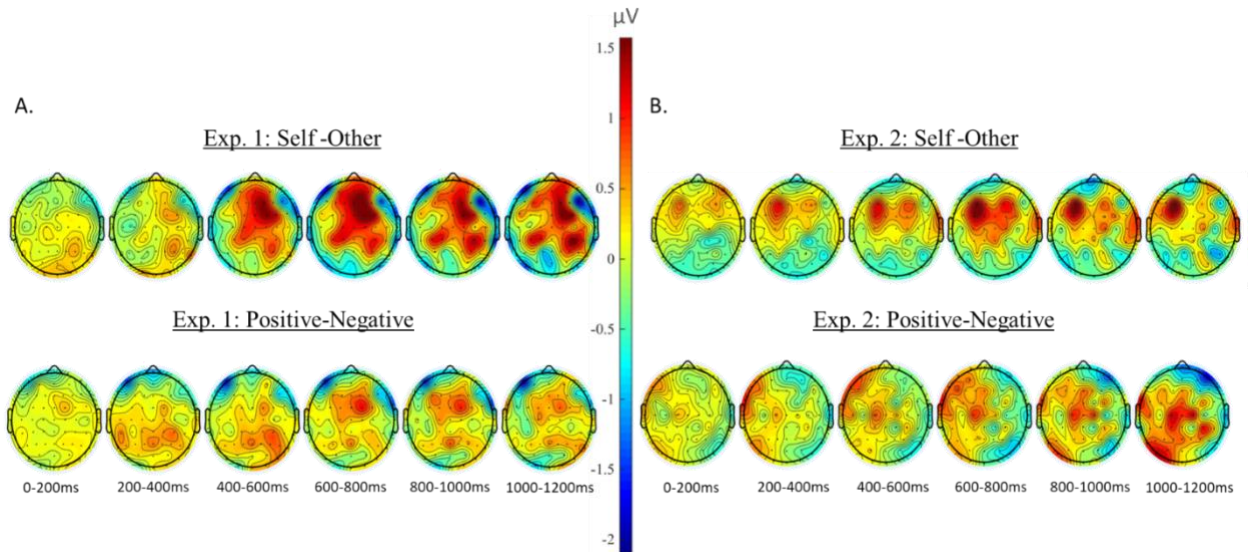 μV
1.5
1
0.5
0
-0.5
-1
-1.5
-2
A.
Exp. 1: Self -Other
Exp. 1: Positive-Negative
0-200ms 200-400ms 400-600ms 600-800ms 800-1000ms 1000-1200ms
B.
Exp. 2: Self -Other
Exp. 2: Positive-Negative
0-200ms 200-400ms 400-600ms 600-800ms 800-1000ms 1000-1200ms